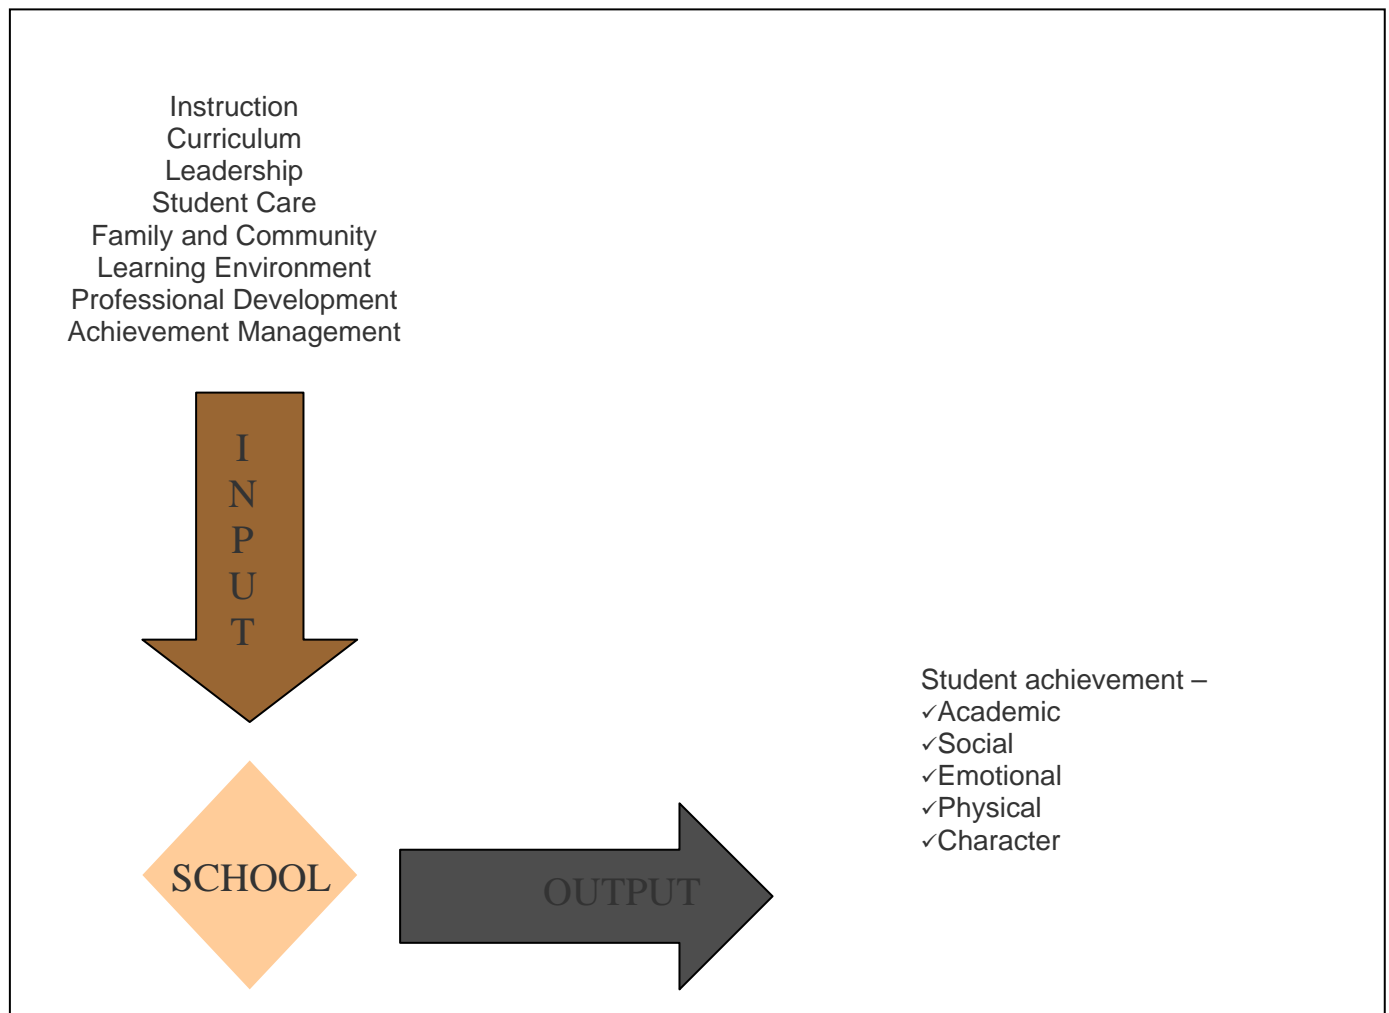 Instruction
Curriculum
Leadership
Student Care
Family and Community
Learning Environment
Professional Development
Achievement Management
I
N
P
U
T
Student achievement –
✓Academic
✓Social
✓Emotional
✓Physical
✓Character
SCHOOL
OUTPUT